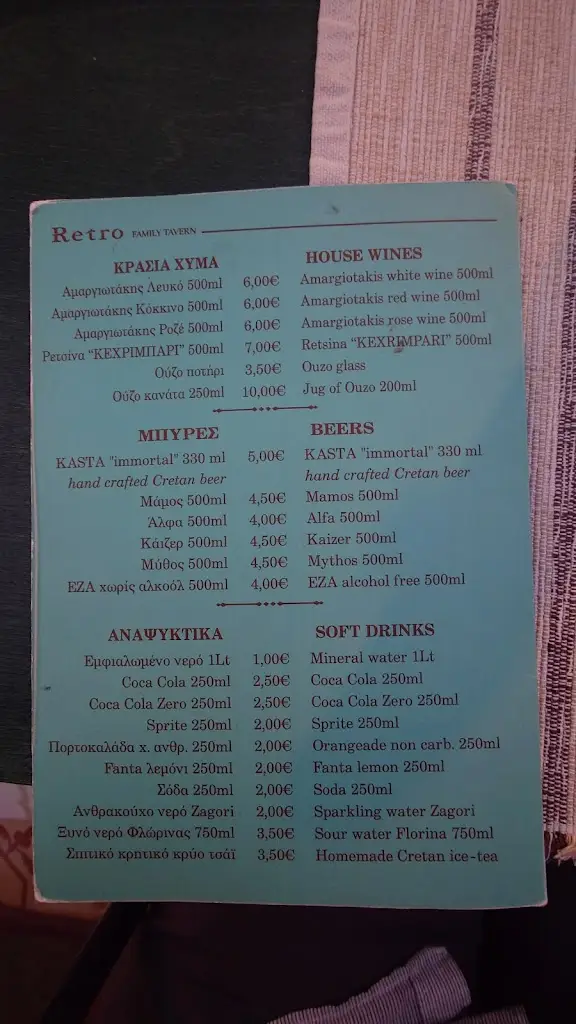 Retro FAMILY TAVERN
ΚΡΑΣΙΑ ΧΥΜΑ HOUSE WINES
Αμαργιωτάκης Λευκό 500ml 6,00€ Amargiotakis white wine 500ml
Αμαργιωτάκης Κόκκινο 500ml 6,00€ Amargiotakis red wine 500ml
Αμαργιωτάκης Ροζέ 500ml 6,00€ Amargiotakis rose wine 500ml
Ρετσίνα “ΚΕΧΡΙΜΠΑΡΙ” 500ml 7,00€ Retsina “KEXRIMPARI” 500ml
Ούζο ποτήρι 3,50€ Ouzo glass
Ούζο κανάτα 250ml 10,00€ Jug of Ouzo 200ml
ΜΠΥΡΕΣ BEERS
KASTA "immortal" 330 ml 5,00€ KASTA "immortal" 330 ml
hand crafted Cretan beer hand crafted Cretan beer
Μάμος 500ml 4,50€ Mamos 500ml
Άλφα 500ml 4,00€ Alfa 500ml
Κάιζερ 500ml 4,50€ Kaizer 500ml
Μύθος 500ml 4,50€ Mythos 500ml
ΕΖΑ χωρίς αλκοόλ 500ml 4,00€ EZA alcohol free 500ml
ΑΝΑΨΥΚΤΙΚΑ SOFT DRINKS
Εμφιαλωμένο νερό 1Lt 1,00€ Mineral water 1Lt
Coca Cola 250ml 2,50€ Coca Cola 250ml
Coca Cola Zero 250ml 2,50€ Coca Cola Zero 250ml
Sprite 250ml 2,00€ Sprite 250ml
Πορτοκαλάδα χ. ανθρ. 250ml 2,00€ Orangeade non carb. 250ml
Fanta λεμόνι 250ml 2,00€ Fanta lemon 250ml
Σόδα 250ml 2,00€ Soda 250ml
Ανθρακούχο νερό Zagori 2,00€ Sparkling water Zagori
Ξυνό νερό Φλώρινας 750ml 3,50€ Sour water Florina 750ml
Σπιτικό κρητικό κρύο τσάϊ 3,50€ Homemade Cretan ice-tea